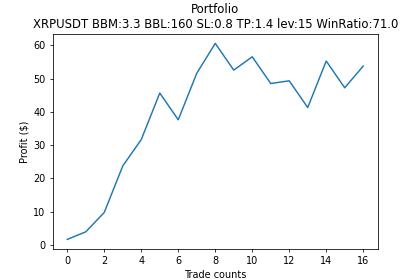 Portfolio
XRPUSDT BBM:3.3 BBL:160 SL:0.8 TP:1.4 lev:15 WinRatio:71.0
60
50
40
30
20
10
0
Profit ($)
0 2 4 6 8 10 12 14 16
Trade counts